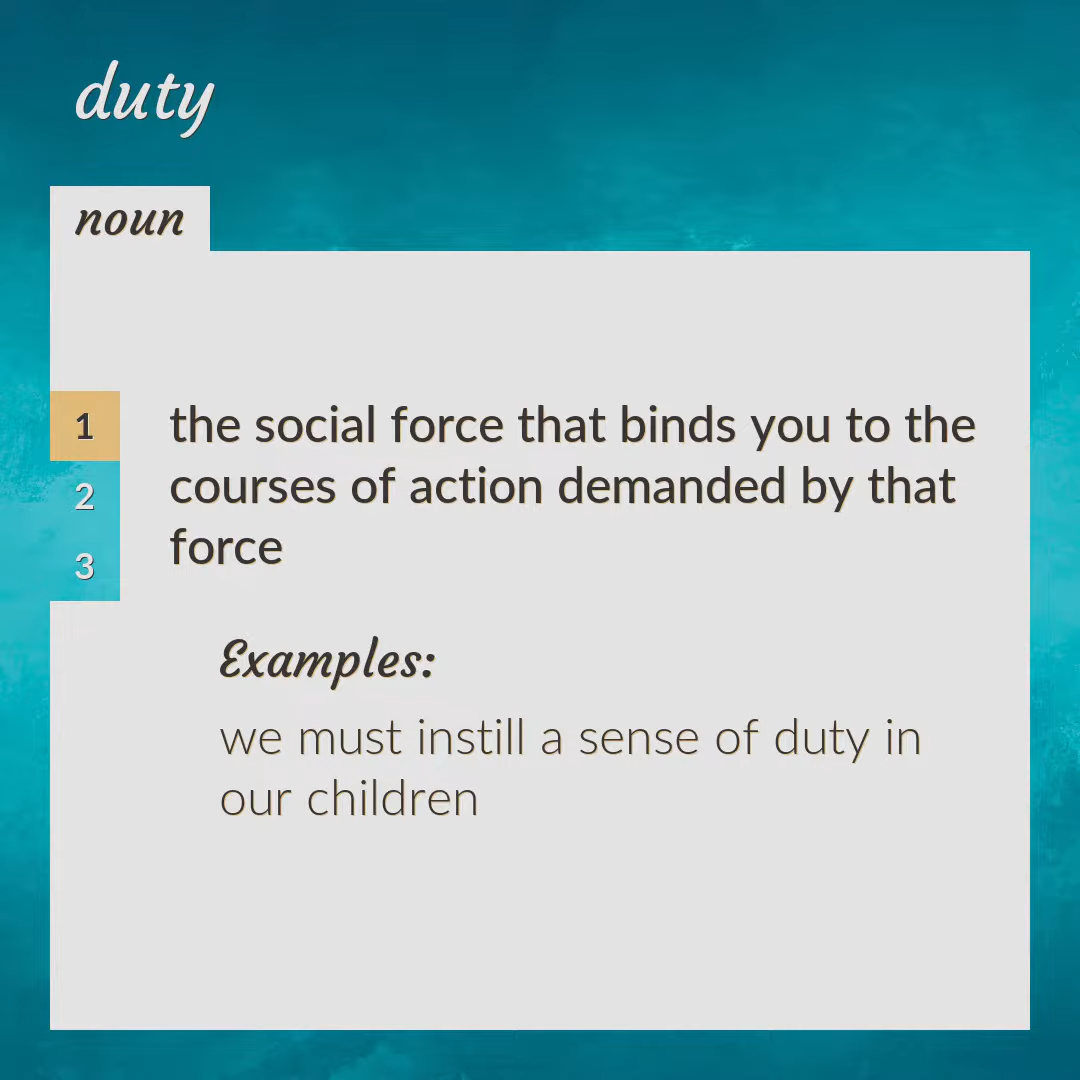 duty
noun
1
the social force that binds you to the
courses of action demanded by that
force
2
3
Examples:
we must instill a sense of duty in
our children